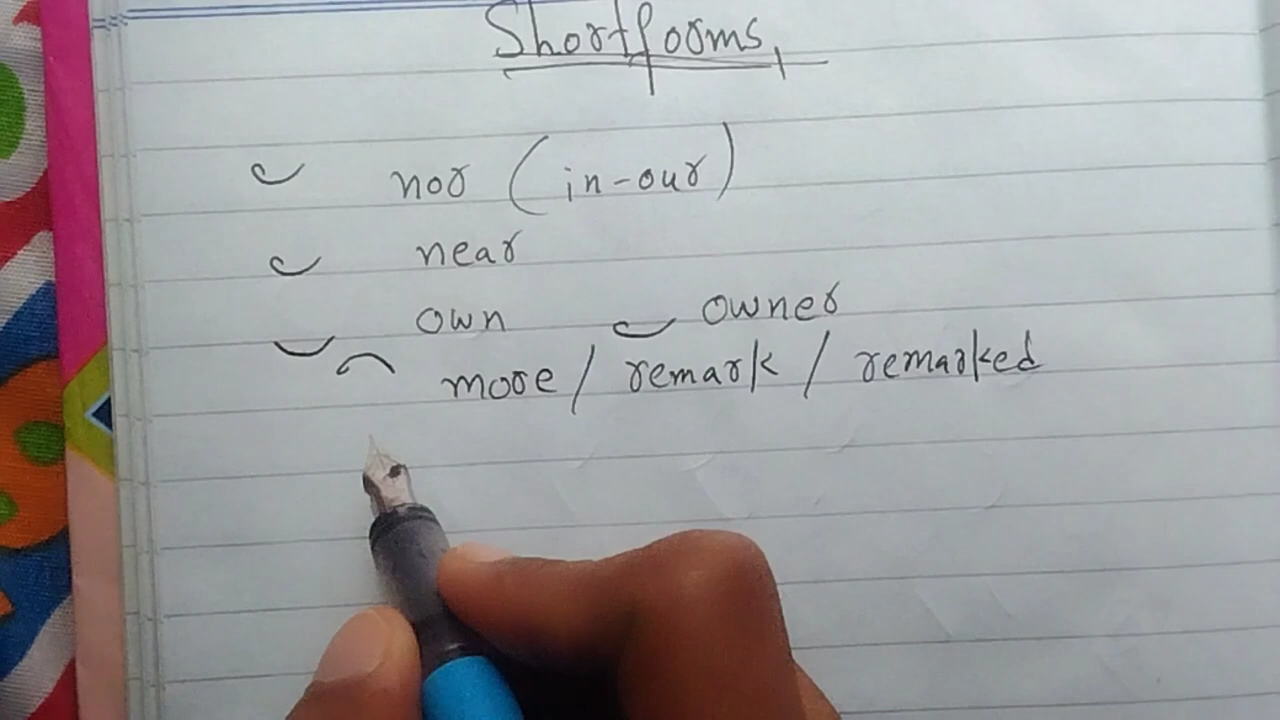 Shortforms
nor (in-our)
near
own owner
more / remark / remarked